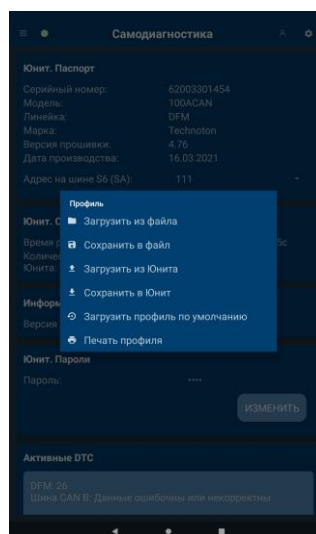 Самодиагностика
Юнит. Паспорт
Серийный номер: 62003301454
Модель: 100ACAN
Линейка: DFM
Марка: Technoton
Версия прошивки: 4.76
Дата производства: 16.03.2021
Адрес на шине S6 (SA): 111
Профиль
Юнит. С
Загрузить из файла
Время р 5с
Сохранить в файл
Количес
Юнита:
Загрузить из Юнита
Сохранить в Юнит
Информ
Загрузить профиль по умолчанию
Версия
Печать профиля
Юнит. Пароли
Пароль: ••••
ИЗМЕНИТЬ
Активные DTC
DFM: 26
Шина CAN B: Данные ошибочны или некорректны